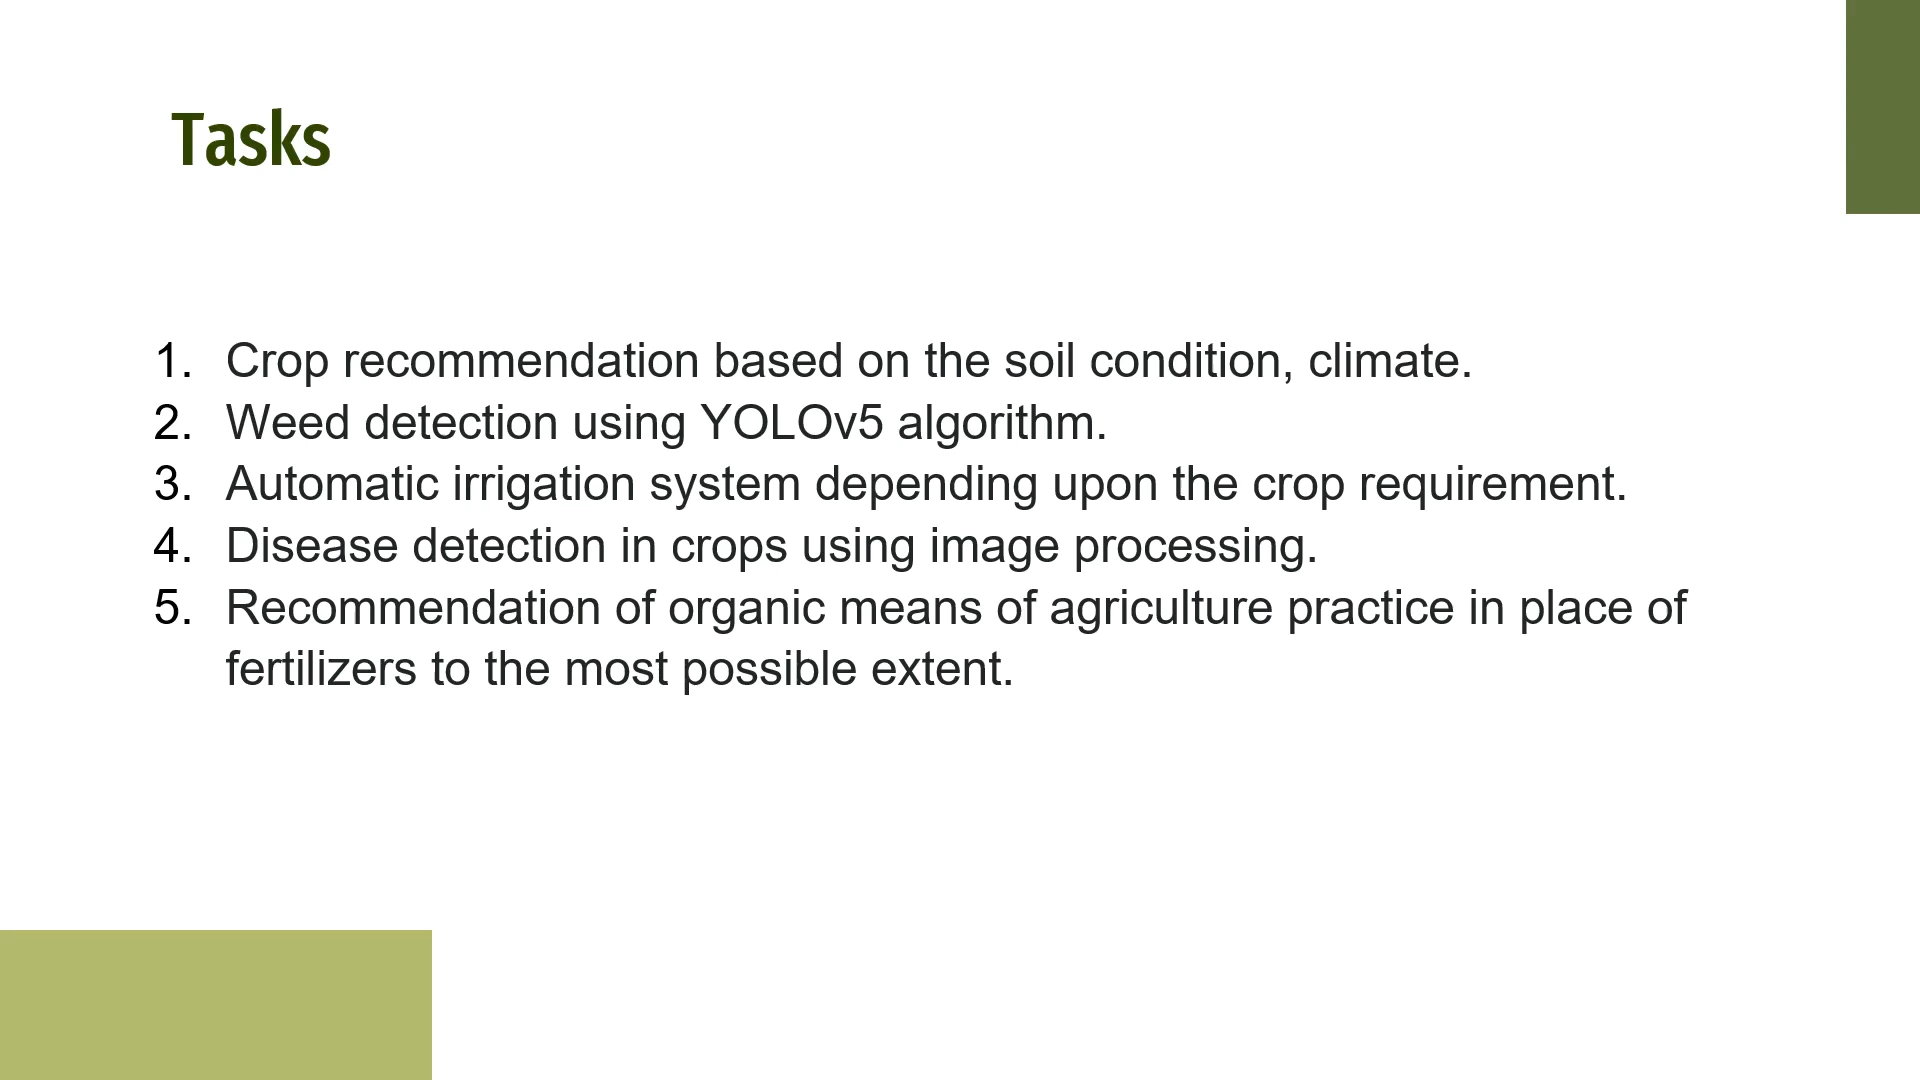 Tasks
1. Crop recommendation based on the soil condition, climate.
2. Weed detection using YOLOv5 algorithm.
3. Automatic irrigation system depending upon the crop requirement.
4. Disease detection in crops using image processing.
5. Recommendation of organic means of agriculture practice in place of
fertilizers to the most possible extent.